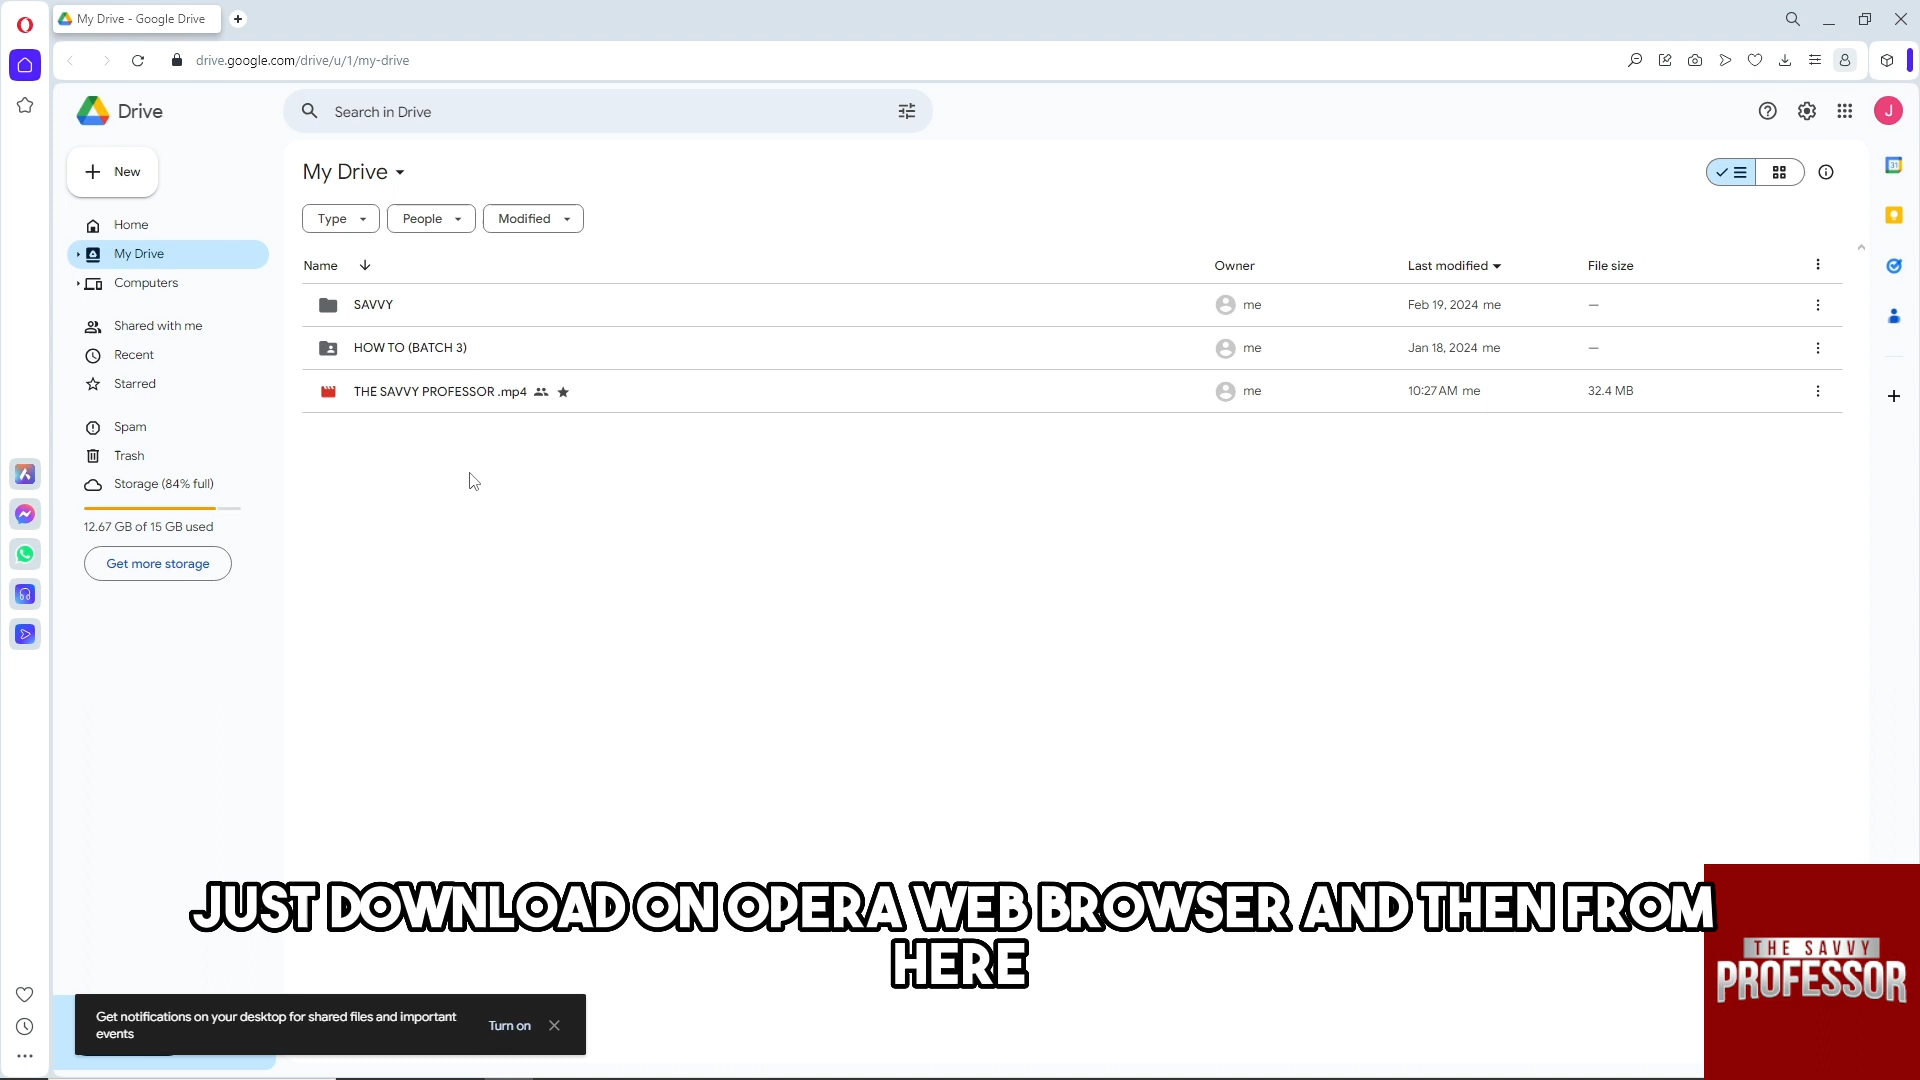 My Drive - Google Drive
drive.google.com/drive/u/1/my-drive
Drive
Search in Drive
J
New
My Drive
31
Type
People
Modified
Home
My Drive
Computers
Shared with me
Recent
Starred
Spam
Trash
Storage (84% full)
12.67 GB of 15 GB used
Get more storage
Name
Owner
Last modified
File size
SAVVY
me
Feb 19, 2024 me
—
HOW TO (BATCH 3)
me
Jan 18, 2024 me
—
THE SAVVY PROFESSOR .mp4
me
10:27 AM me
32.4 MB
JUST DOWNLOAD ON OPERA WEB BROWSER AND THEN FROM
HERE
THE SAVVY
PROFESSOR
Get notifications on your desktop for shared files and important
events
Turn on